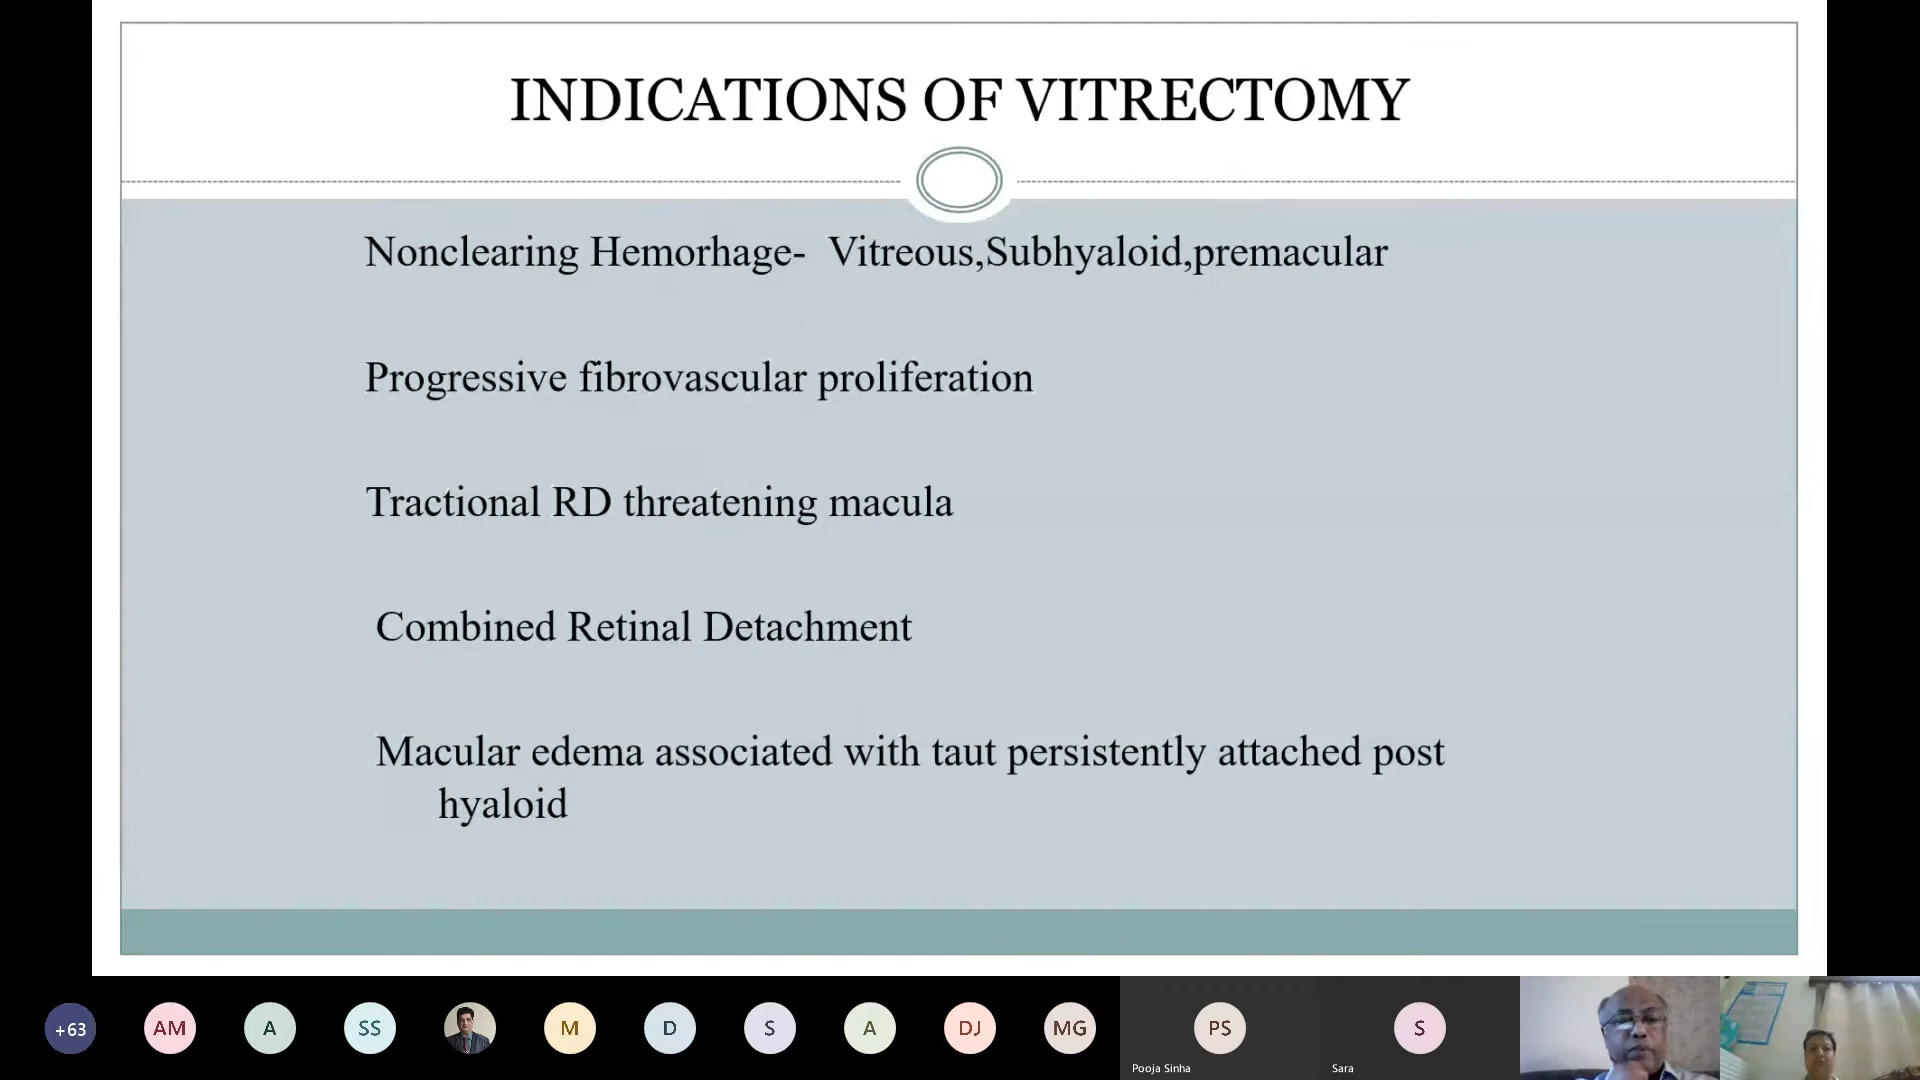 INDICATIONS OF VITRECTOMY
Nonclearing Hemorhage- Vitreous,Subhyaloid,premacular
Progressive fibrovascular proliferation
Tractional RD threatening macula
Combined Retinal Detachment
Macular edema associated with taut persistently attached post
hyaloid
+63 AM A SS M D S A DJ MG PS S
Pooja Sinha Sara